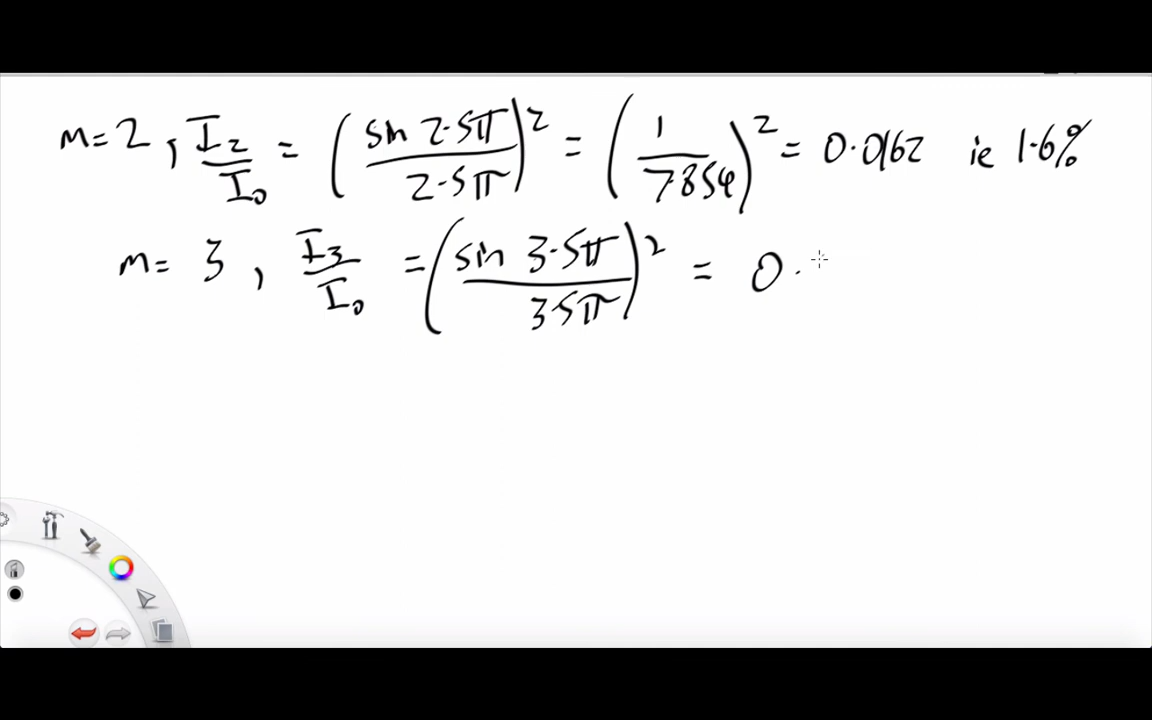 m=2, I₂/I₀ = (sin 2·5π / 2·5π)² = (1 / 7·854)² = 0·0162 ie 1·6%
m= 3, I₃/I₀ = (sin 3·5π / 3·5π)² = 0·